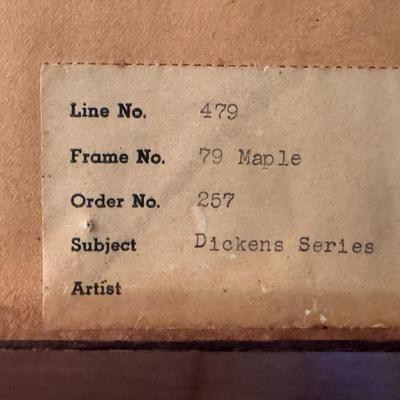 Line No. 479
Frame No. 79 Maple
Order No. 257
Subject Dickens Series
Artist